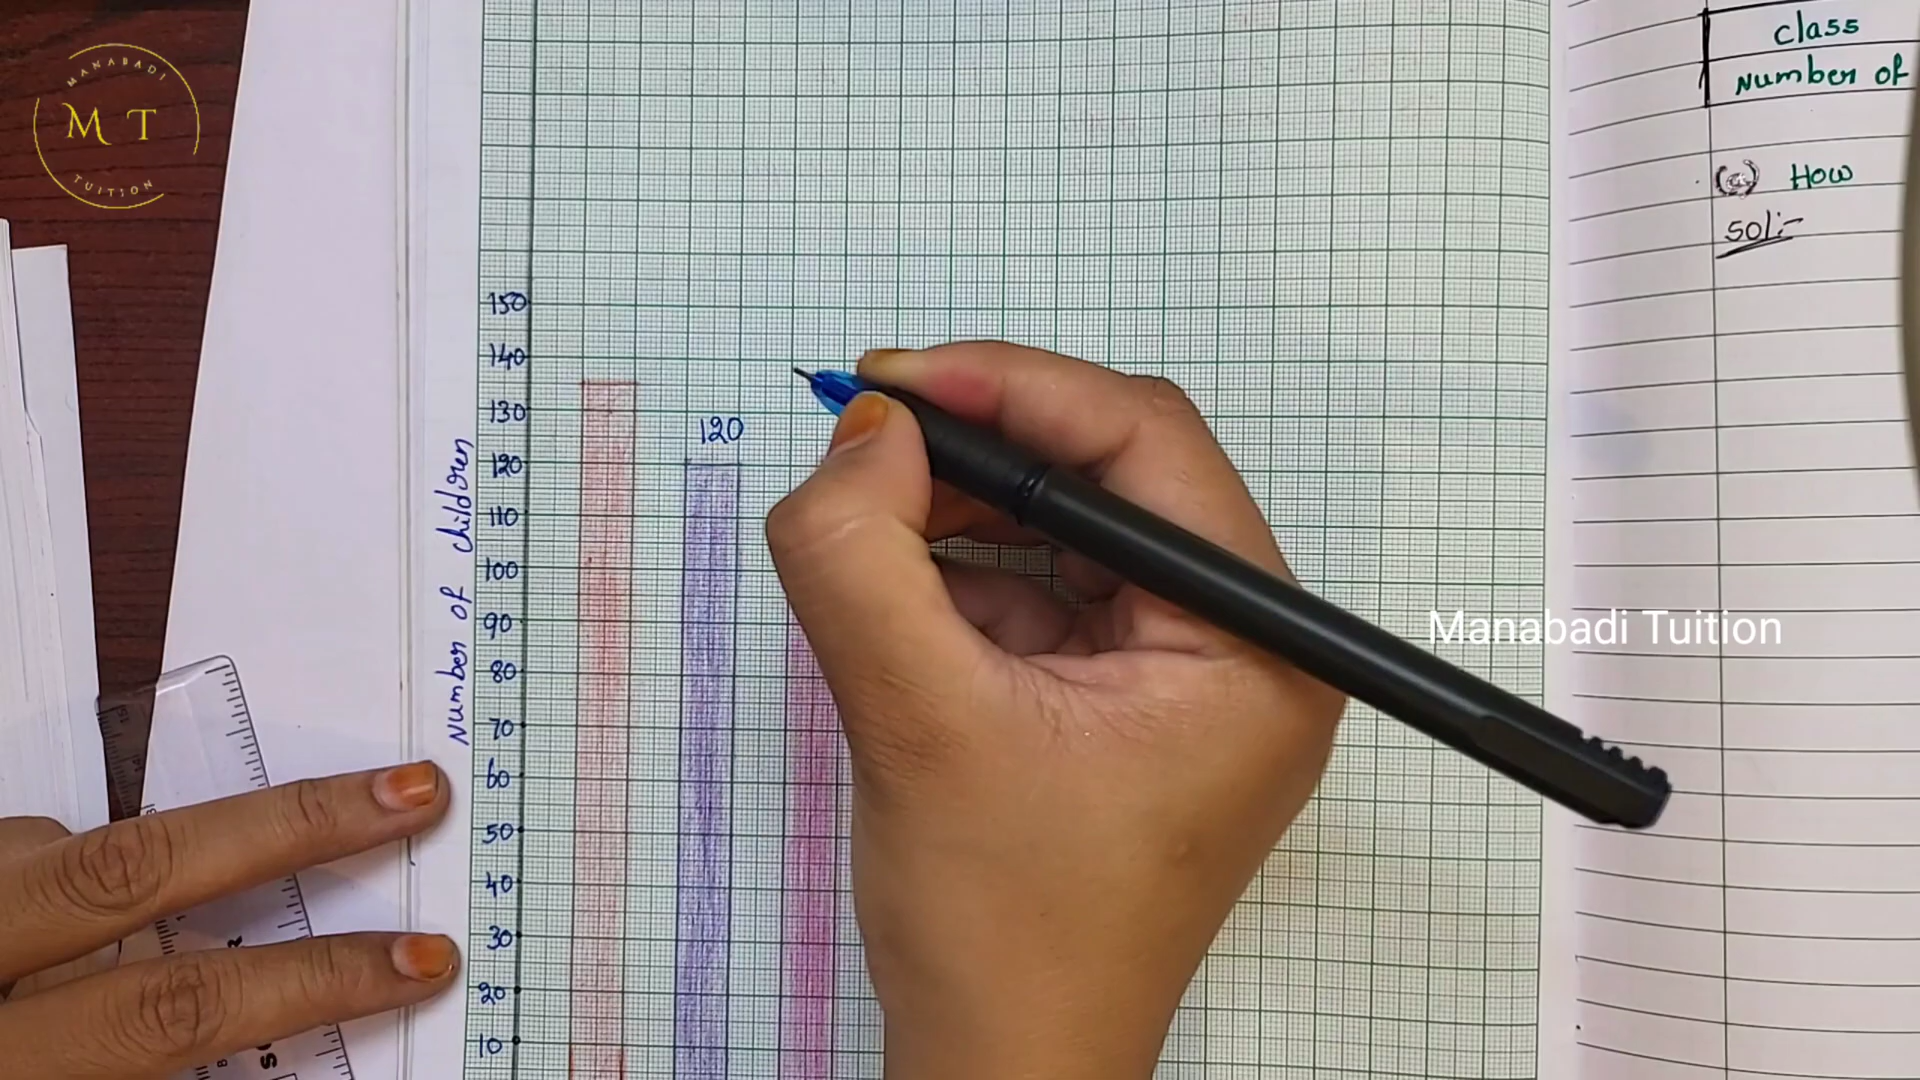 MANABADI
M T
TUITION
Number of children
150
140
130
120
110
100
90
80
70
60
50
40
30
20
10
120
Manabadi Tuition
class
Number of
(a) How
Sol:-